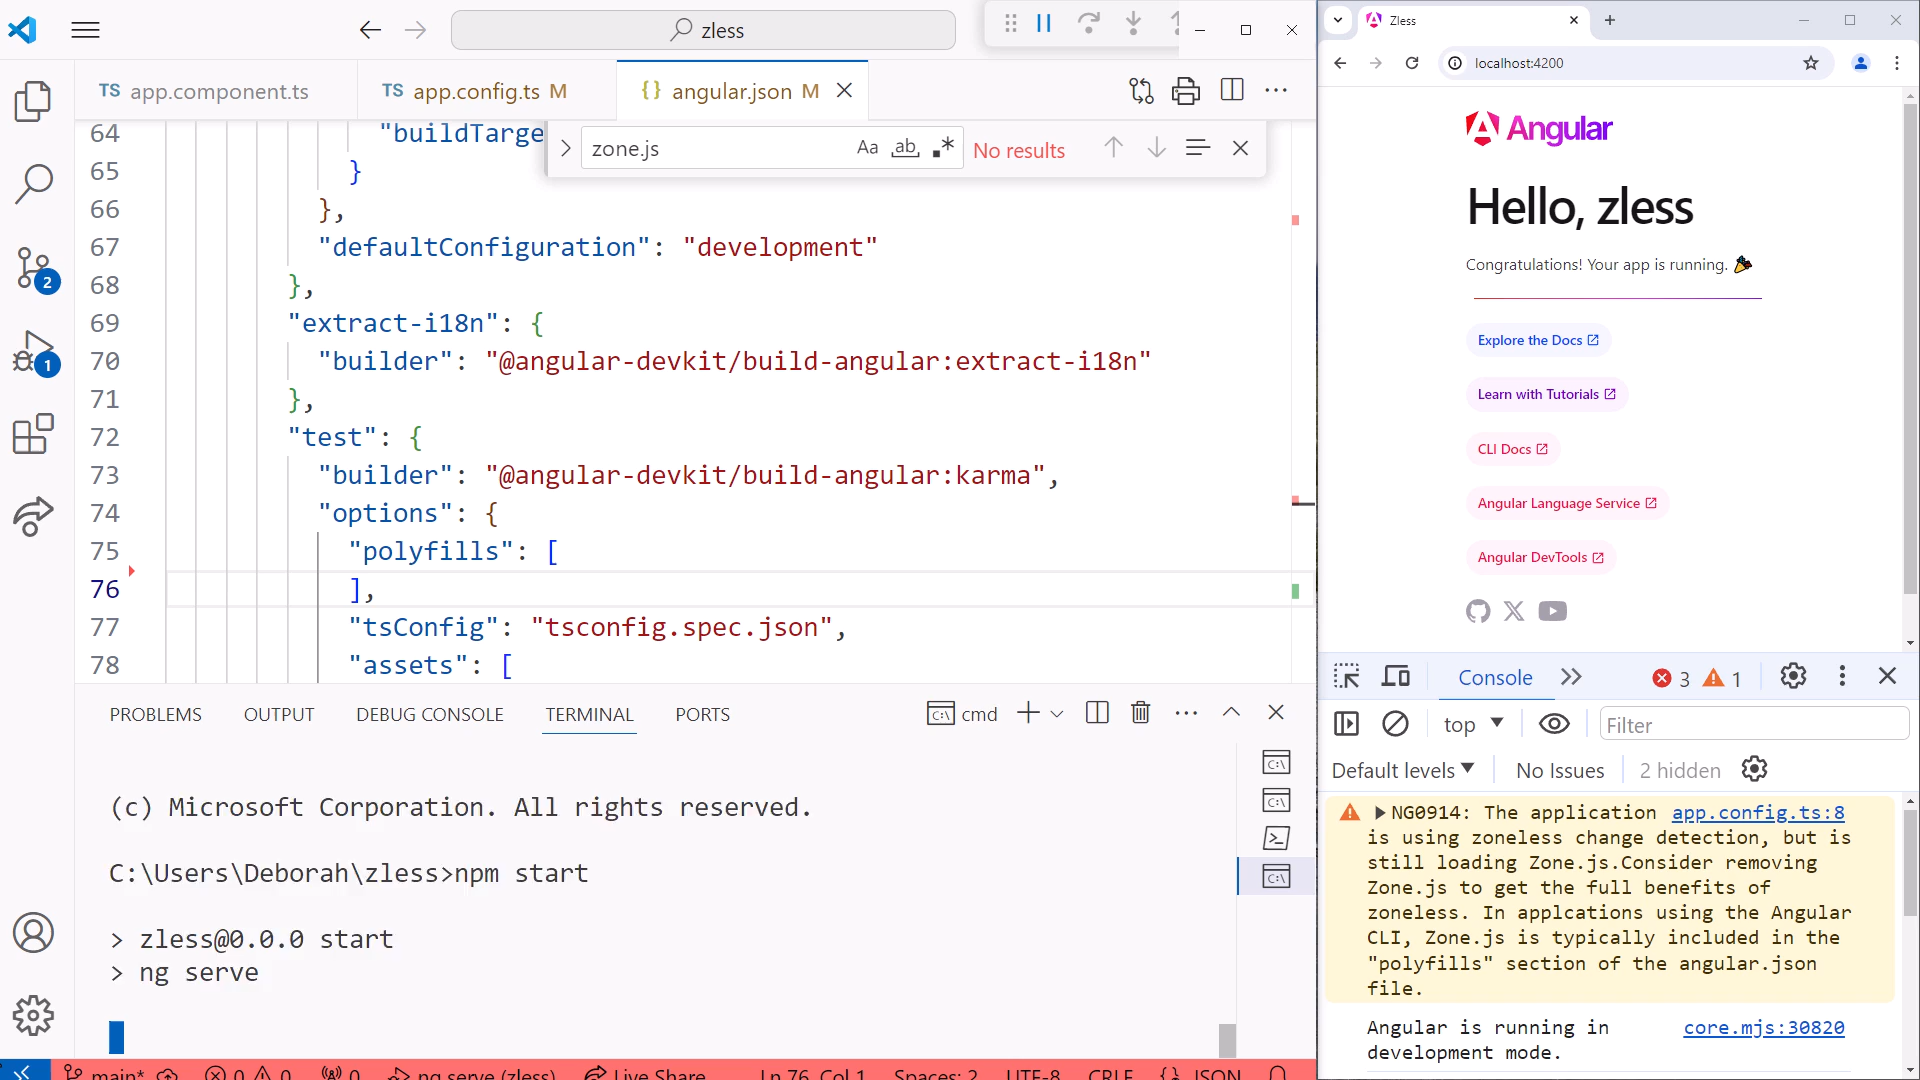 zless
TS app.component.ts
TS app.config.ts M
{} angular.json M
zone.js
Aa ab .*
No results
64 "buildTarge
65 }
66 },
67 "defaultConfiguration": "development"
68 },
69 "extract-i18n": {
70 "builder": "@angular-devkit/build-angular:extract-i18n"
71 },
72 "test": {
73 "builder": "@angular-devkit/build-angular:karma",
74 "options": {
75 "polyfills": [
76 ],
77 "tsConfig": "tsconfig.spec.json",
78 "assets": [
2
1
PROBLEMS OUTPUT DEBUG CONSOLE TERMINAL PORTS
cmd
(c) Microsoft Corporation. All rights reserved.
C:\Users\Deborah\zless>npm start
> zless@0.0.0 start
> ng serve
main* 0 0 0 ng serve (zless) Live Share Ln 76, Col 1 Spaces: 2 UTF-8 CRLF {} JSON
Zless
localhost:4200
Angular
Hello, zless
Congratulations! Your app is running.
Explore the Docs
Learn with Tutorials
CLI Docs
Angular Language Service
Angular DevTools
Console
3 1
top
Filter
Default levels No Issues 2 hidden
NG0914: The application app.config.ts:8
is using zoneless change detection, but is
still loading Zone.js.Consider removing
Zone.js to get the full benefits of
zoneless. In applcations using the Angular
CLI, Zone.js is typically included in the
"polyfills" section of the angular.json
file.
Angular is running in core.mjs:30820
development mode.